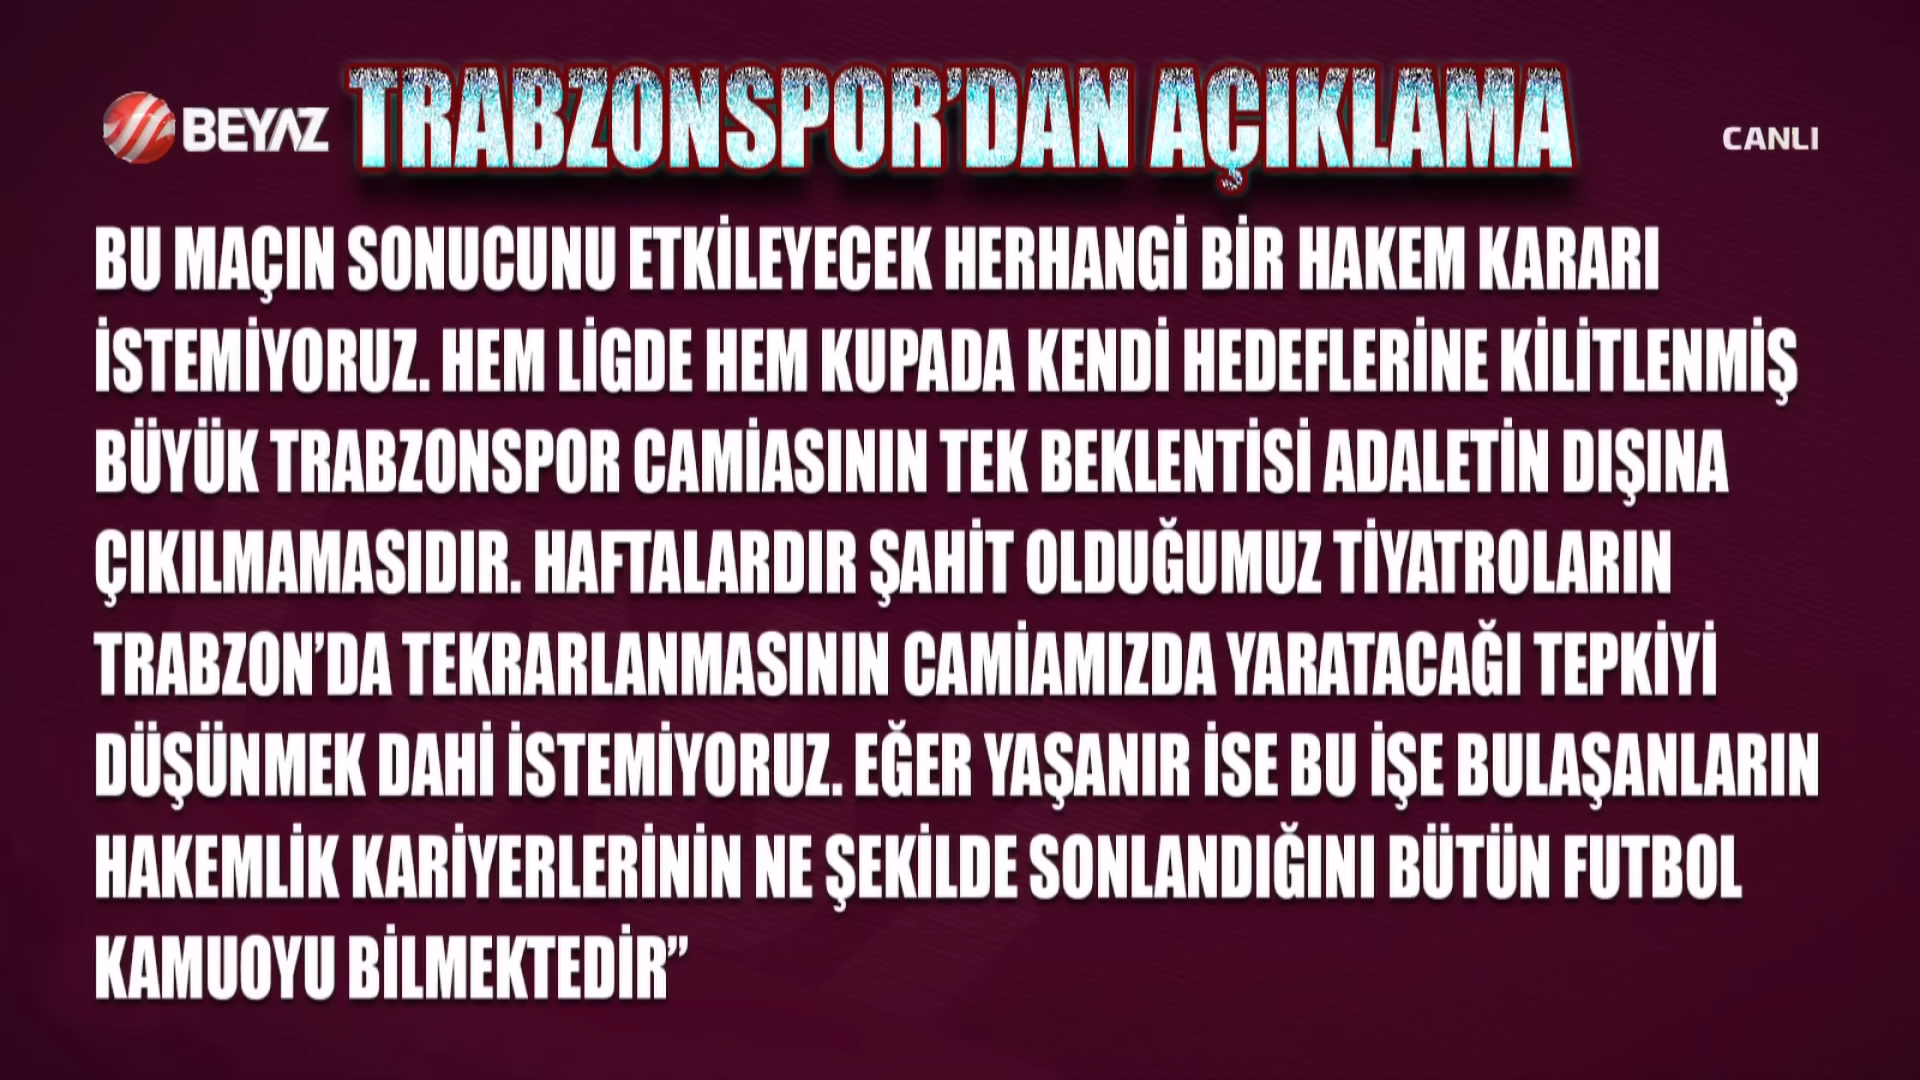 BEYAZ
TRABZONSPOR’DAN AÇIKLAMA
CANLI
BU MAÇIN SONUCUNU ETKİLEYECEK HERHANGİ BİR HAKEM KARARI
İSTEMİYORUZ. HEM LİGDE HEM KUPADA KENDİ HEDEFLERİNE KİLİTLENMİŞ
BÜYÜK TRABZONSPOR CAMİASININ TEK BEKLENTİSİ ADALETİN DIŞINA
ÇIKILMAMASIDIR. HAFTALARDIR ŞAHİT OLDUĞUMUZ TİYATROLARIN
TRABZON’DA TEKRARLANMASININ CAMİAMIZDA YARATACAĞI TEPKİYİ
DÜŞÜNMEK DAHİ İSTEMİYORUZ. EĞER YAŞANIR İSE BU İŞE BULAŞANLARIN
HAKEMLİK KARİYERLERİNİN NE ŞEKİLDE SONLANDIĞINI BÜTÜN FUTBOL
KAMUOYU BİLMEKTEDİR”